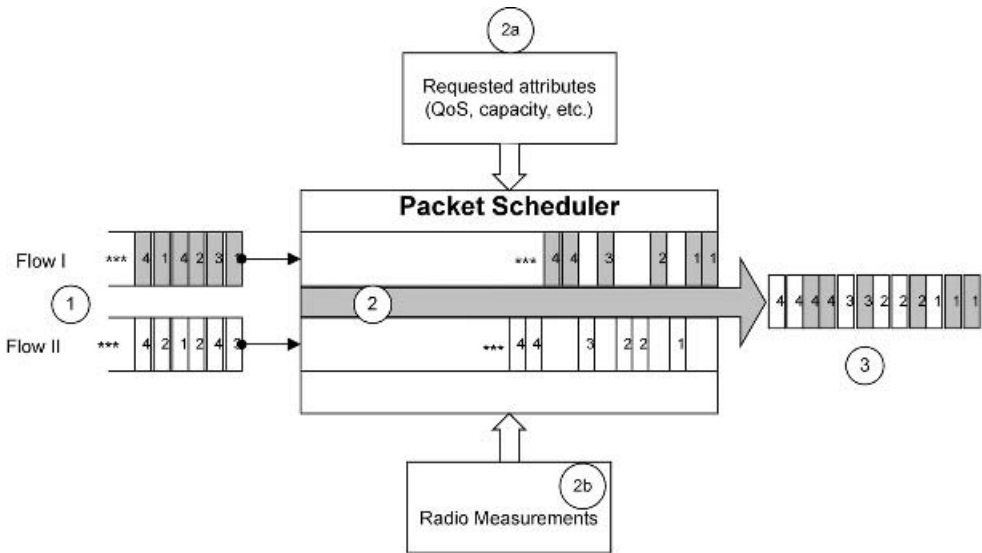 2a
Requested attributes
(QoS, capacity, etc.)
Packet Scheduler
Flow I *** 4 1 4 2 3 1 *** 4 4 3 2 1 1
1 2 4 4 4 4 3 3 2 2 2 1 1 1
Flow II *** 4 2 1 2 4 3 *** 4 4 3 2 2 1
3
2b
Radio Measurements